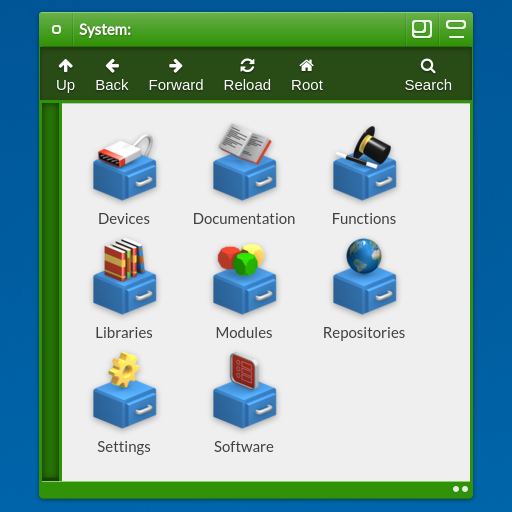 System:
Up Back Forward Reload Root Search
Devices Documentation Functions
Libraries Modules Repositories
Settings Software